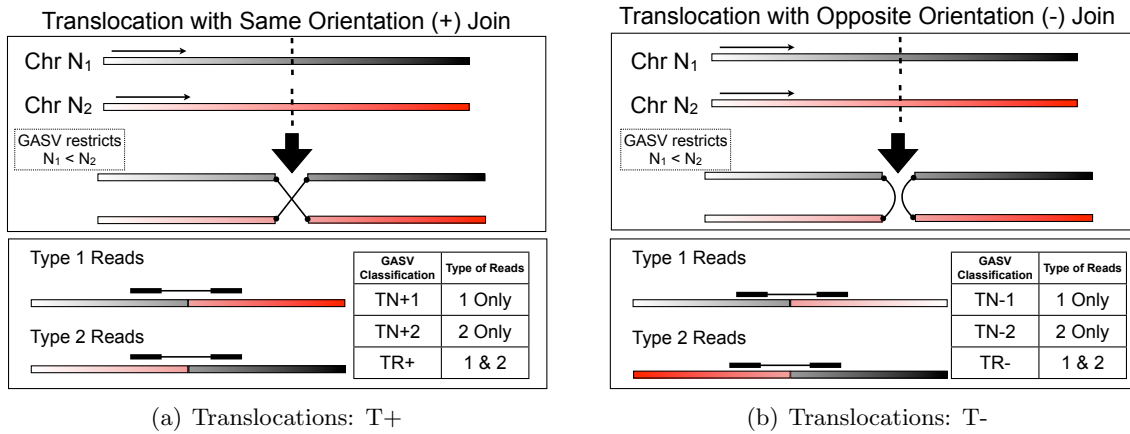 Translocation with Same Orientation (+) Join
Chr N1
Chr N2
GASV restricts
N1 < N2
Type 1 Reads
Type 2 Reads
GASV Classification | Type of Reads
TN+1 | 1 Only
TN+2 | 2 Only
TR+ | 1 & 2
(a) Translocations: T+
Translocation with Opposite Orientation (-) Join
Chr N1
Chr N2
GASV restricts
N1 < N2
Type 1 Reads
Type 2 Reads
GASV Classification | Type of Reads
TN-1 | 1 Only
TN-2 | 2 Only
TR- | 1 & 2
(b) Translocations: T-